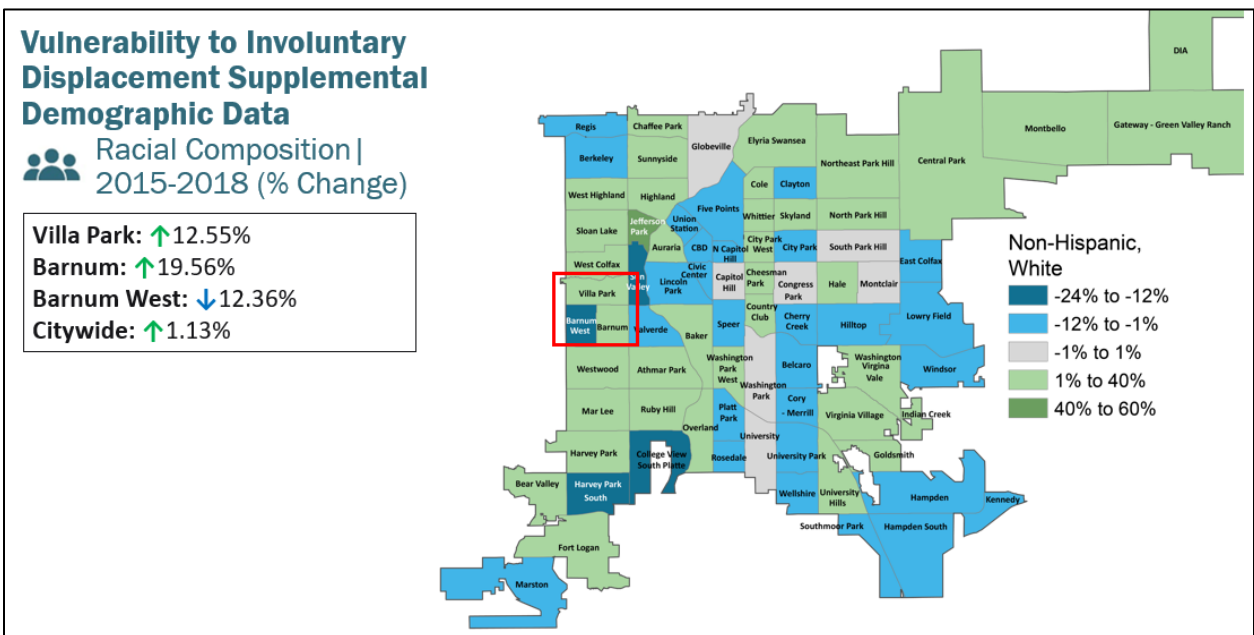 Vulnerability to Involuntary
Displacement Supplemental
Demographic Data
Racial Composition|
2015-2018 (% Change)
Villa Park: ↑12.55%
Barnum: ↑19.56%
Barnum West: ↓12.36%
Citywide: ↑1.13%
DIA
Regis
Chaffee Park
Globeville
Elyria Swansea
Montbello
Gateway - Green Valley Ranch
Berkeley
Sunnyside
Northeast Park Hill
Central Park
West Highland
Highland
Cole
Clayton
Five Points
Whittier
Skyland
North Park Hill
Sloan Lake
Jefferson
Park
Union
Station
Auraria
CBD
N Capitol
Hill
City Park
West
City Park
South Park Hill
East Colfax
West Colfax
Sun
Valley
Lincoln
Park
Civic
Center
Capitol
Hill
Cheesman
Park
Congress
Park
Hale
Montclair
Villa Park
Barnum
West
Barnum
Valverde
Baker
Speer
Country
Club
Cherry
Creek
Hilltop
Lowry Field
Westwood
Athmar Park
Washington
Park
West
Washington
Park
Belcaro
Washington
Virgina
Vale
Windsor
Mar Lee
Ruby Hill
Overland
Platt
Park
Cory
- Merrill
Virginia Village
Indian Creek
Harvey Park
College View
South Platte
Rosedale
University
University Park
Goldsmith
Bear Valley
Harvey Park
South
Wellshire
University
Hills
Hampden
Kennedy
Southmoor Park
Hampden South
Fort Logan
Marston
Non-Hispanic,
White
-24% to -12%
-12% to -1%
-1% to 1%
1% to 40%
40% to 60%